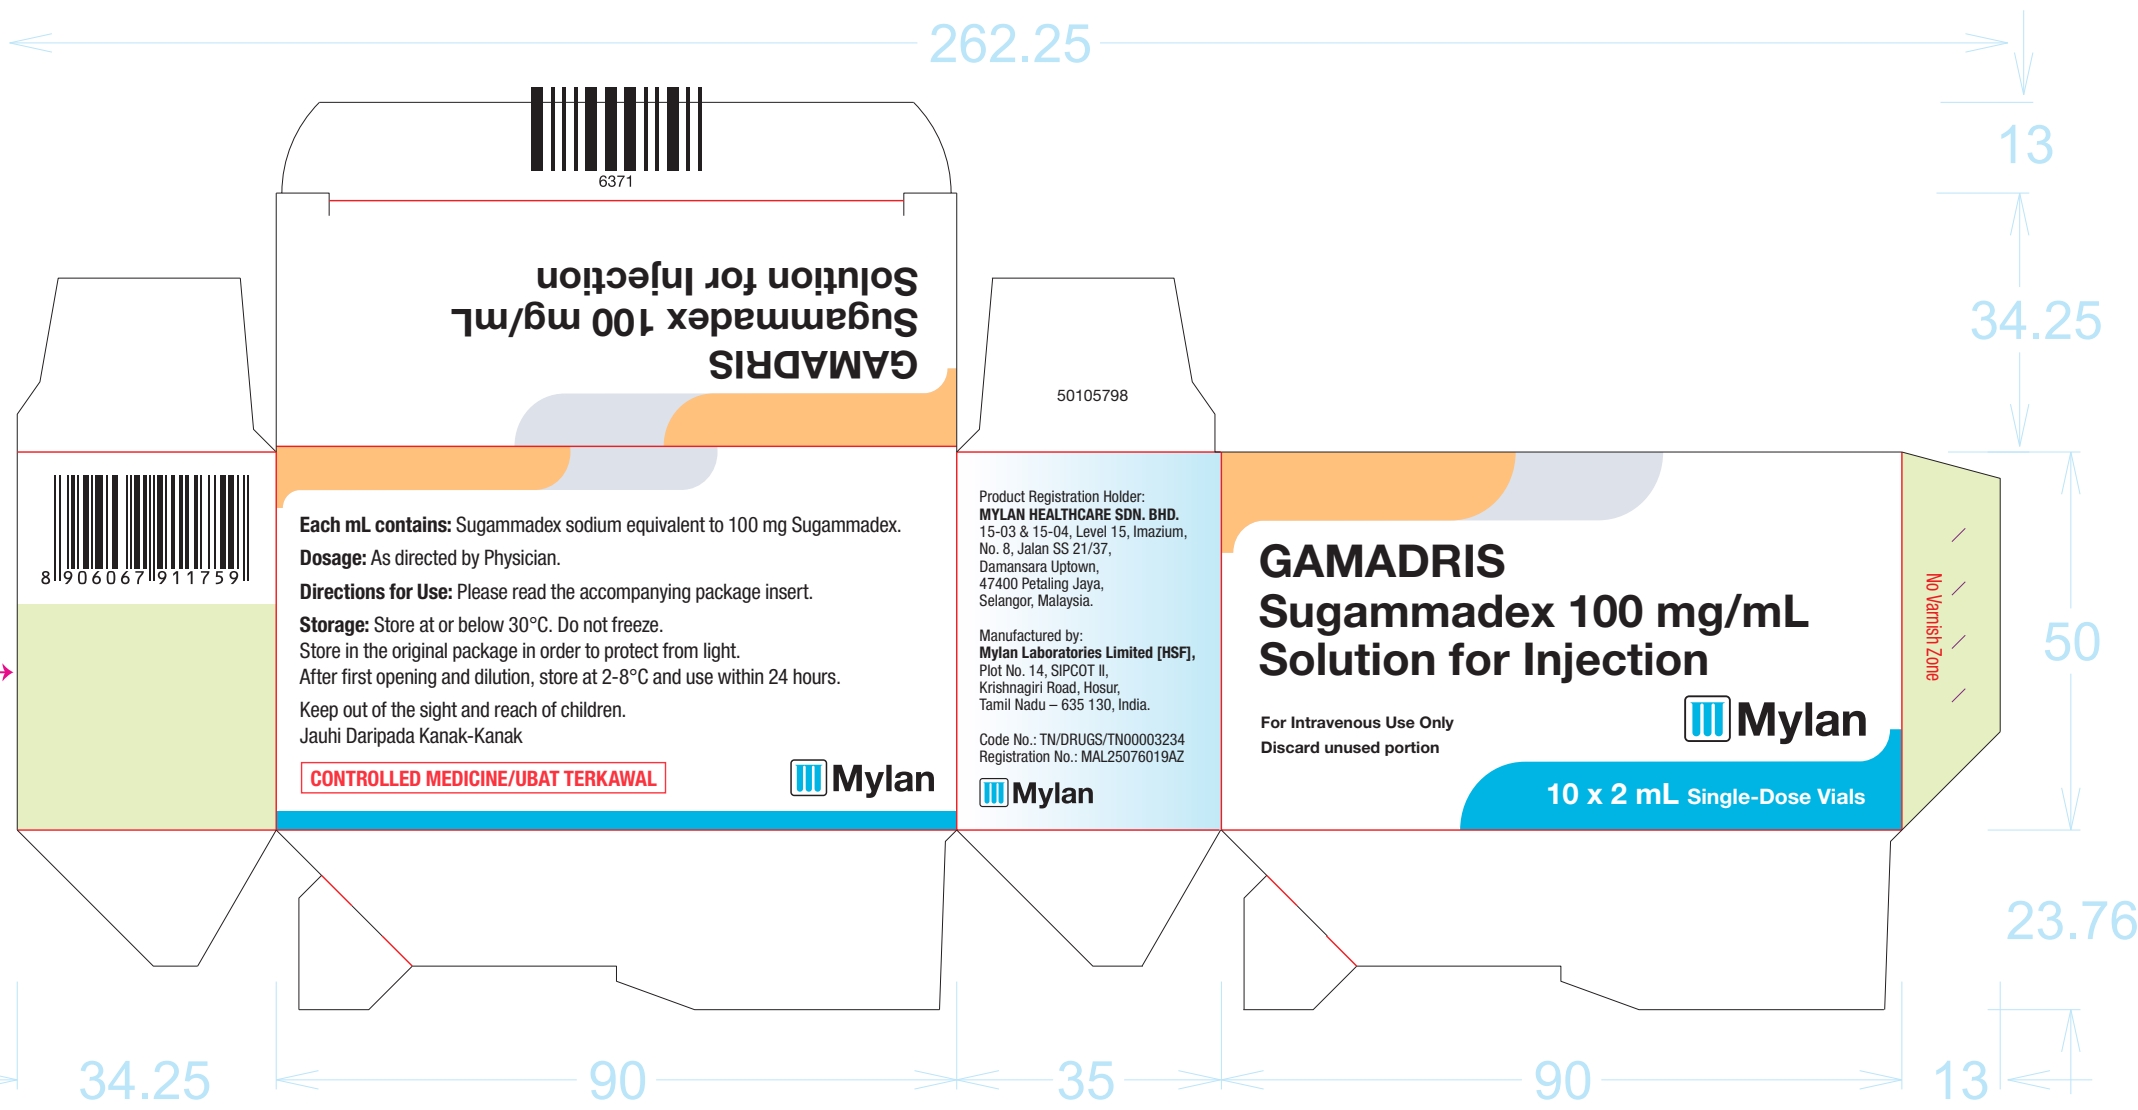 262.25
13
34.25
50
23.76
6371
GAMADRIS
Sugammadex 100 mg/mL
Solution for Injection
8 906067 911759
Each mL contains: Sugammadex sodium equivalent to 100 mg Sugammadex.
Dosage: As directed by Physician.
Directions for Use: Please read the accompanying package insert.
Storage: Store at or below 30°C. Do not freeze.
Store in the original package in order to protect from light.
After first opening and dilution, store at 2-8°C and use within 24 hours.
Keep out of the sight and reach of children.
Jauhi Daripada Kanak-Kanak
CONTROLLED MEDICINE/UBAT TERKAWAL
Mylan
50105798
Product Registration Holder:
MYLAN HEALTHCARE SDN. BHD.
15-03 & 15-04, Level 15, Imazium,
No. 8, Jalan SS 21/37,
Damansara Uptown,
47400 Petaling Jaya,
Selangor, Malaysia.
Manufactured by:
Mylan Laboratories Limited [HSF],
Plot No. 14, SIPCOT II,
Krishnagiri Road, Hosur,
Tamil Nadu – 635 130, India.
Code No.: TN/DRUGS/TN00003234
Registration No.: MAL25076019AZ
Mylan
GAMADRIS
Sugammadex 100 mg/mL
Solution for Injection
For Intravenous Use Only
Discard unused portion
Mylan
10 x 2 mL Single-Dose Vials
No Varnish Zone
34.25
90
35
90
13